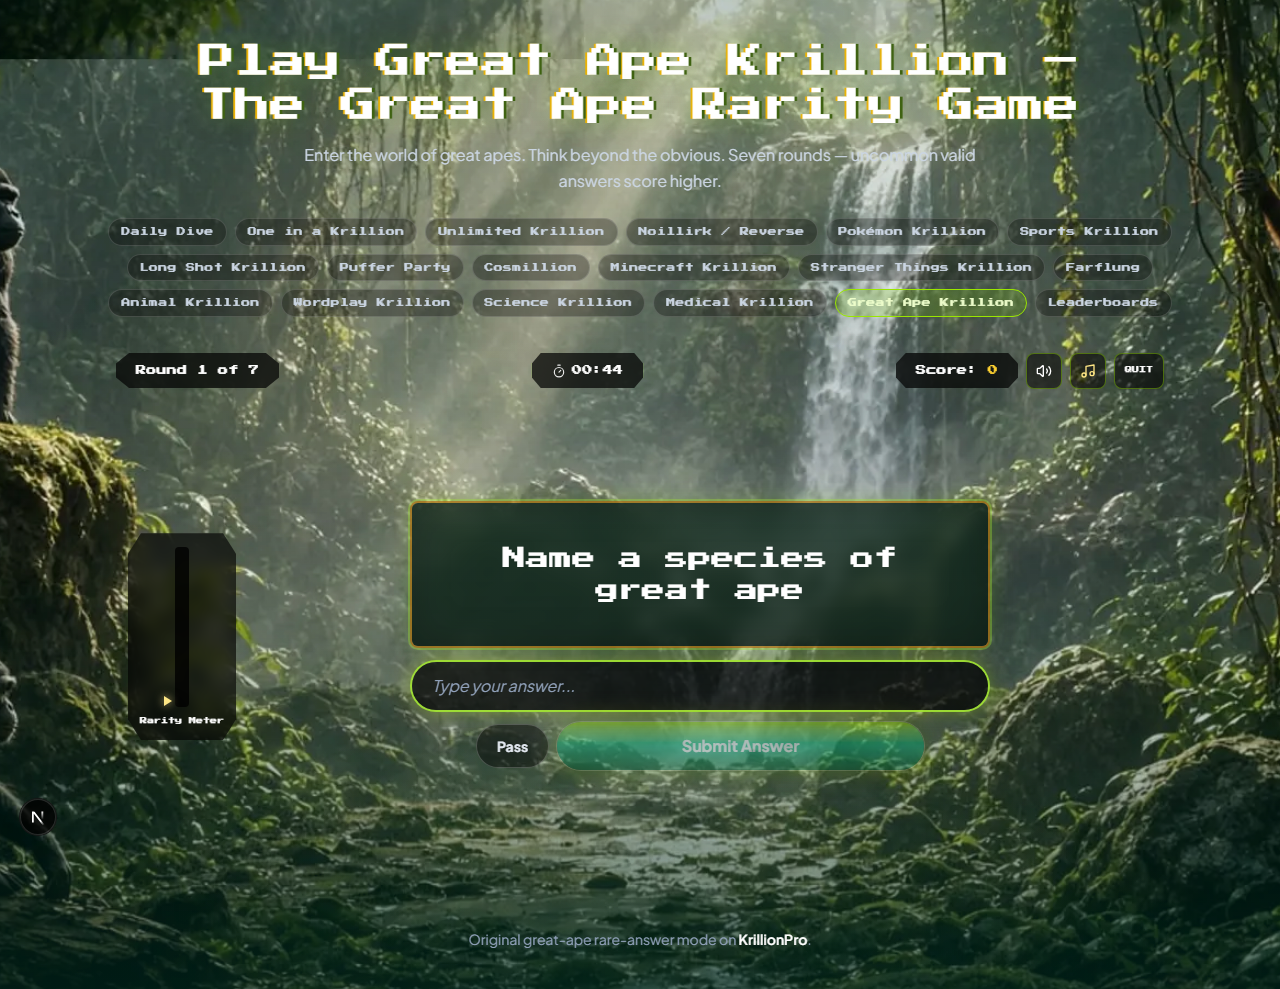 Play Great Ape Krillion —
The Great Ape Rarity Game
Enter the world of great apes. Think beyond the obvious. Seven rounds — uncommon valid
answers score higher.
Daily Dive One in a Krillion Unlimited Krillion Noillirk / Reverse Pokémon Krillion Sports Krillion
Long Shot Krillion Puffer Party Cosmillion Minecraft Krillion Stranger Things Krillion Farflung
Animal Krillion Wordplay Krillion Science Krillion Medical Krillion Great Ape Krillion Leaderboards
Round 1 of 7 00:44 Score: 0 QUIT
Name a species of
great ape
Type your answer...
Rarity Meter
Pass Submit Answer
N
Original great-ape rare-answer mode on KrillionPro.